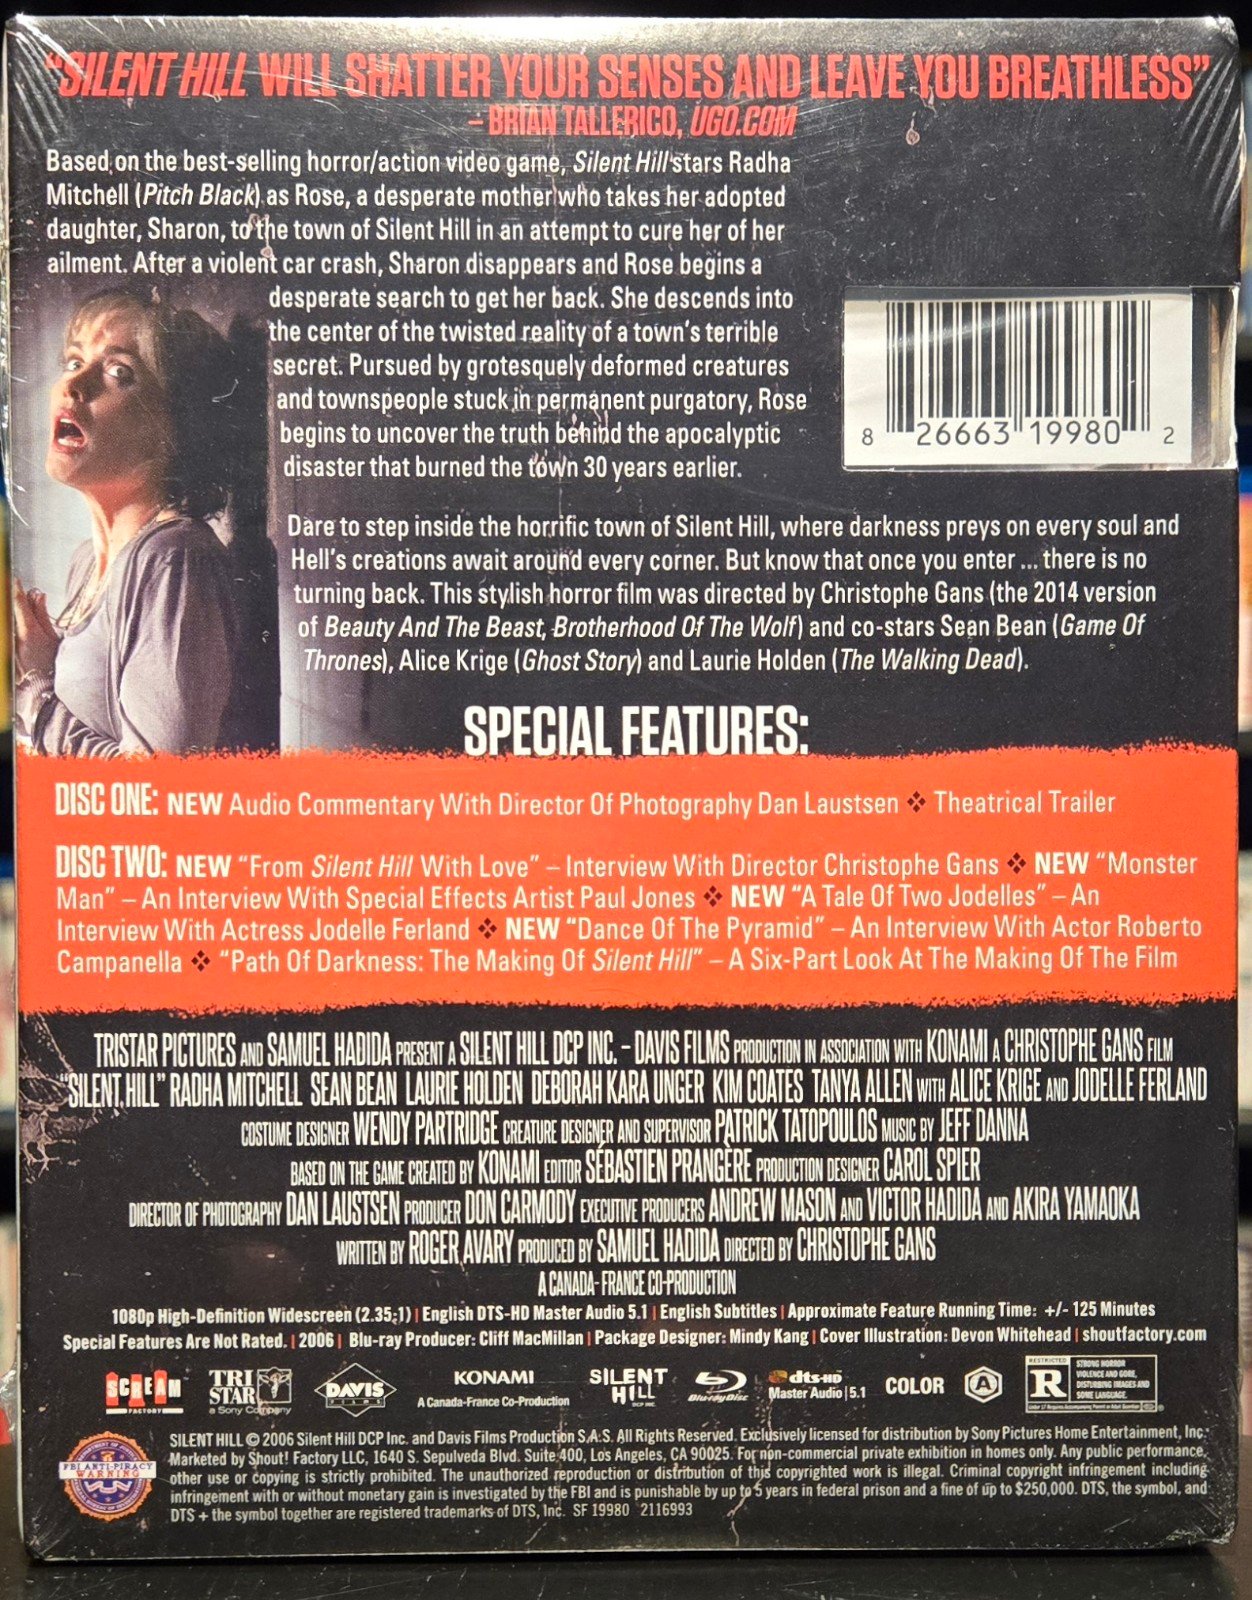 "SILENT HILL WILL SHATTER YOUR SENSES AND LEAVE YOU BREATHLESS"
– BRIAN TALLERICO, UGO.COM
Based on the best-selling horror/action video game, Silent Hill stars Radha
Mitchell (Pitch Black) as Rose, a desperate mother who takes her adopted
daughter, Sharon, to the town of Silent Hill in an attempt to cure her of her
ailment. After a violent car crash, Sharon disappears and Rose begins a
desperate search to get her back. She descends into
the center of the twisted reality of a town's terrible
secret. Pursued by grotesquely deformed creatures
and townspeople stuck in permanent purgatory, Rose
begins to uncover the truth behind the apocalyptic
disaster that burned the town 30 years earlier.
8 26663 19980 2
Dare to step inside the horrific town of Silent Hill, where darkness preys on every soul and
Hell's creations await around every corner. But know that once you enter ... there is no
turning back. This stylish horror film was directed by Christophe Gans (the 2014 version
of Beauty And The Beast, Brotherhood Of The Wolf) and co-stars Sean Bean (Game Of
Thrones), Alice Krige (Ghost Story) and Laurie Holden (The Walking Dead).
SPECIAL FEATURES:
DISC ONE: NEW Audio Commentary With Director Of Photography Dan Laustsen ❖ Theatrical Trailer
DISC TWO: NEW "From Silent Hill With Love" – Interview With Director Christophe Gans ❖ NEW "Monster
Man" – An Interview With Special Effects Artist Paul Jones ❖ NEW "A Tale Of Two Jodelles" – An
Interview With Actress Jodelle Ferland ❖ NEW "Dance Of The Pyramid" – An Interview With Actor Roberto
Campanella ❖ "Path Of Darkness: The Making Of Silent Hill" – A Six-Part Look At The Making Of The Film
TRISTAR PICTURES AND SAMUEL HADIDA PRESENT A SILENT HILL DCP INC. – DAVIS FILMS PRODUCTION IN ASSOCIATION WITH KONAMI A CHRISTOPHE GANS FILM
"SILENT HILL" RADHA MITCHELL SEAN BEAN LAURIE HOLDEN DEBORAH KARA UNGER KIM COATES TANYA ALLEN WITH ALICE KRIGE AND JODELLE FERLAND
COSTUME DESIGNER WENDY PARTRIDGE CREATURE DESIGNER AND SUPERVISOR PATRICK TATOPOULOS MUSIC BY JEFF DANNA
BASED ON THE GAME CREATED BY KONAMI EDITOR SÉBASTIEN PRANGÈRE PRODUCTION DESIGNER CAROL SPIER
DIRECTOR OF PHOTOGRAPHY DAN LAUSTSEN PRODUCER DON CARMODY EXECUTIVE PRODUCERS ANDREW MASON AND VICTOR HADIDA AND AKIRA YAMAOKA
WRITTEN BY ROGER AVARY PRODUCED BY SAMUEL HADIDA DIRECTED BY CHRISTOPHE GANS
A CANADA-FRANCE CO-PRODUCTION
1080p High-Definition Widescreen (2.35:1) | English DTS-HD Master Audio 5.1 | English Subtitles | Approximate Feature Running Time: +/- 125 Minutes
Special Features Are Not Rated. | 2006 | Blu-ray Producer: Cliff MacMillan | Package Designer: Mindy Kang | Cover Illustration: Devon Whitehead | shoutfactory.com
SCREAM FACTORY
TRI STAR a Sony Company
DAVIS FILMS
KONAMI
A Canada-France Co-Production
SILENT HILL DCP INC.
Blu-ray Disc
dts-HD Master Audio | 5.1
COLOR
A
RESTRICTED R
STRONG HORROR VIOLENCE AND GORE, DISTURBING IMAGES AND SOME LANGUAGE.
FBI ANTI-PIRACY WARNING
SILENT HILL © 2006 Silent Hill DCP Inc. and Davis Films Production S.A.S. All Rights Reserved. Exclusively licensed for distribution by Sony Pictures Home Entertainment, Inc.
Marketed by Shout! Factory LLC, 1640 S. Sepulveda Blvd. Suite 400, Los Angeles, CA 90025. For non-commercial private exhibition in homes only. Any public performance,
other use or copying is strictly prohibited. The unauthorized reproduction or distribution of this copyrighted work is illegal. Criminal copyright infringement including
infringement with or without monetary gain is investigated by the FBI and is punishable by up to 5 years in federal prison and a fine of up to $250,000. DTS, the symbol, and
DTS + the symbol together are registered trademarks of DTS, Inc. SF 19980 2116993